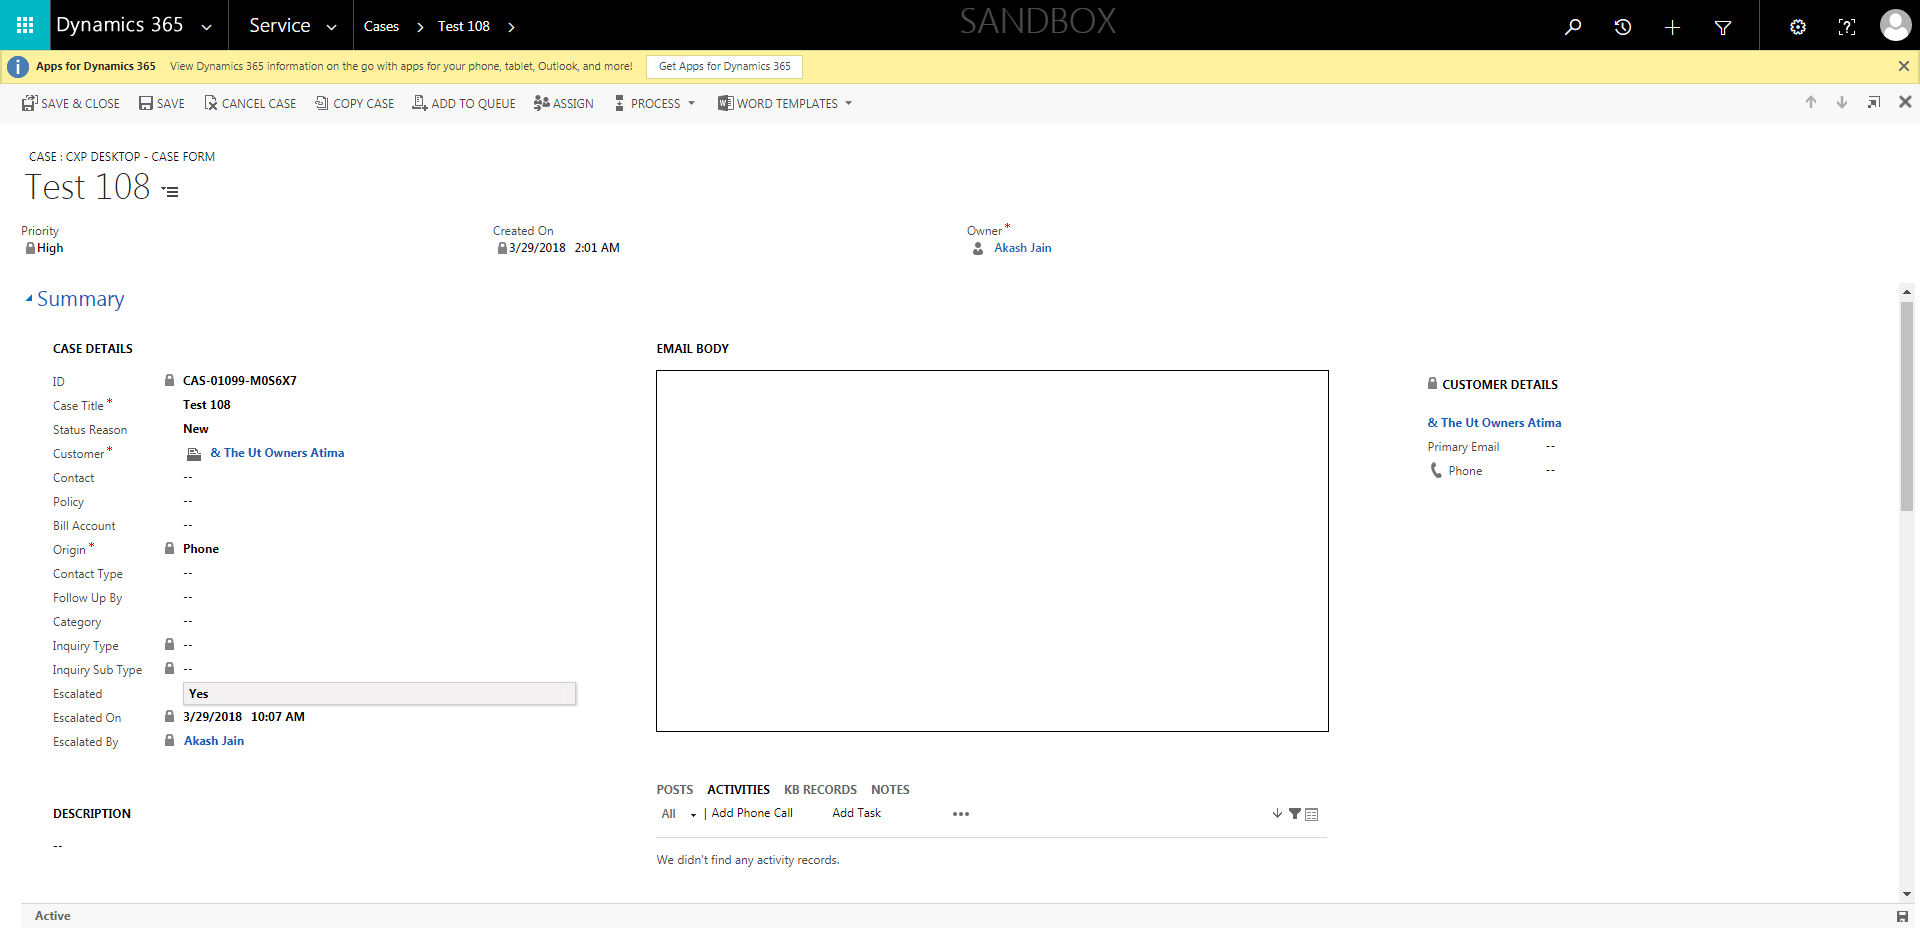 Dynamics 365 Service Cases Test 108 SANDBOX
Apps for Dynamics 365 View Dynamics 365 information on the go with apps for your phone, tablet, Outlook, and more! Get Apps for Dynamics 365
SAVE & CLOSE SAVE CANCEL CASE COPY CASE ADD TO QUEUE ASSIGN PROCESS WORD TEMPLATES
CASE : CXP DESKTOP - CASE FORM
Test 108
Priority
High
Created On
3/29/2018 2:01 AM
Owner *
Akash Jain
Summary
CASE DETAILS
ID CAS-01099-M0S6X7
Case Title * Test 108
Status Reason New
Customer * & The Ut Owners Atima
Contact --
Policy --
Bill Account --
Origin * Phone
Contact Type --
Follow Up By --
Category --
Inquiry Type --
Inquiry Sub Type --
Escalated Yes
Escalated On 3/29/2018 10:07 AM
Escalated By Akash Jain
DESCRIPTION
--
EMAIL BODY
POSTS ACTIVITIES KB RECORDS NOTES
All | Add Phone Call Add Task •••
We didn't find any activity records.
CUSTOMER DETAILS
& The Ut Owners Atima
Primary Email --
Phone --
Active